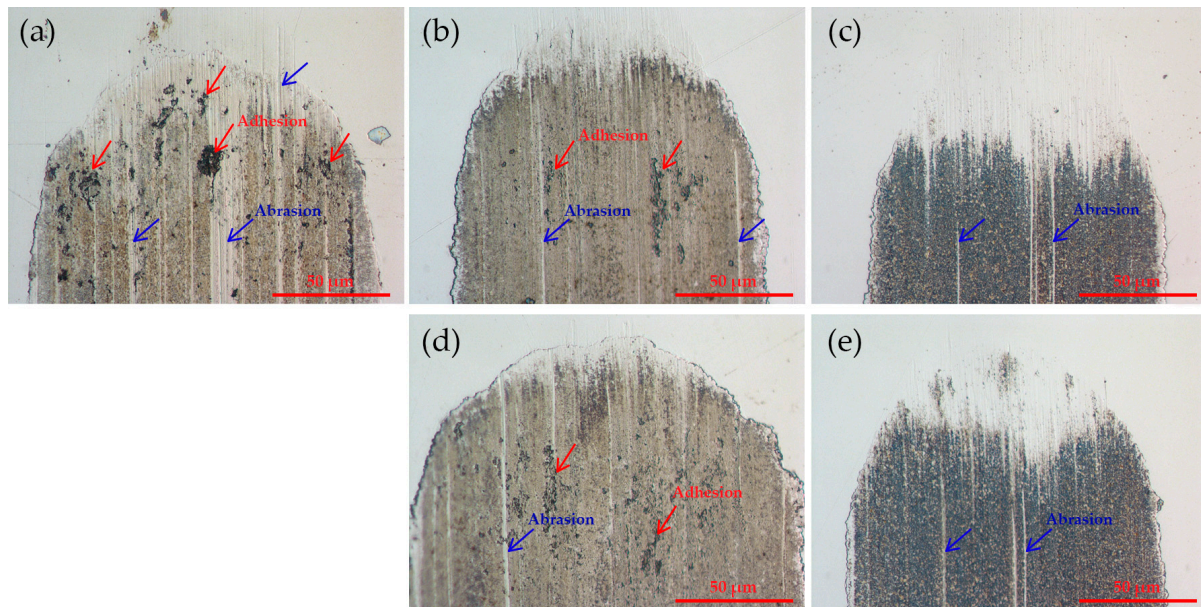 (a)
Adhesion
Abrasion
50 μm
(b)
Adhesion
Abrasion
50 μm
(c)
Abrasion
50 μm
(d)
Adhesion
Abrasion
50 μm
(e)
Abrasion
50 μm